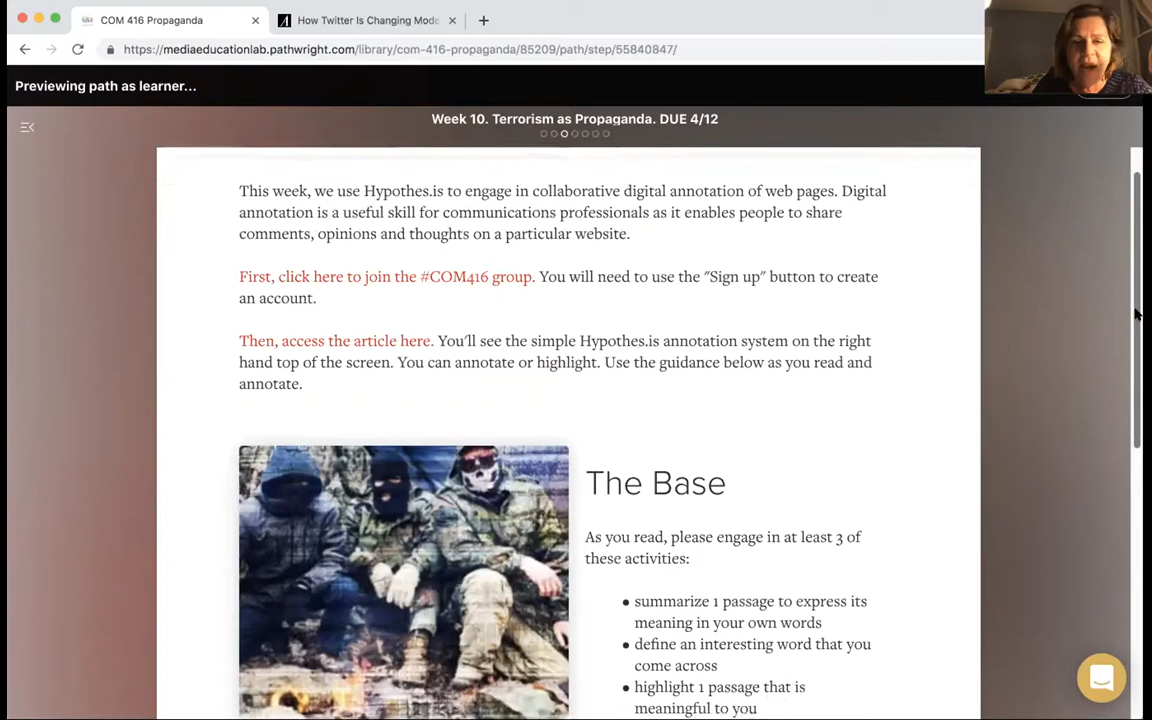 COM 416 Propaganda
How Twitter Is Changing Mode
https://mediaeducationlab.pathwright.com/library/com-416-propaganda/85209/path/step/55840847/
Previewing path as learner...
Week 10. Terrorism as Propaganda. DUE 4/12
This week, we use Hypothes.is to engage in collaborative digital annotation of web pages. Digital
annotation is a useful skill for communications professionals as it enables people to share
comments, opinions and thoughts on a particular website.
First, click here to join the #COM416 group. You will need to use the "Sign up" button to create
an account.
Then, access the article here. You'll see the simple Hypothes.is annotation system on the right
hand top of the screen. You can annotate or highlight. Use the guidance below as you read and
annotate.
The Base
As you read, please engage in at least 3 of
these activities:
• summarize 1 passage to express its
meaning in your own words
• define an interesting word that you
come across
• highlight 1 passage that is
meaningful to you